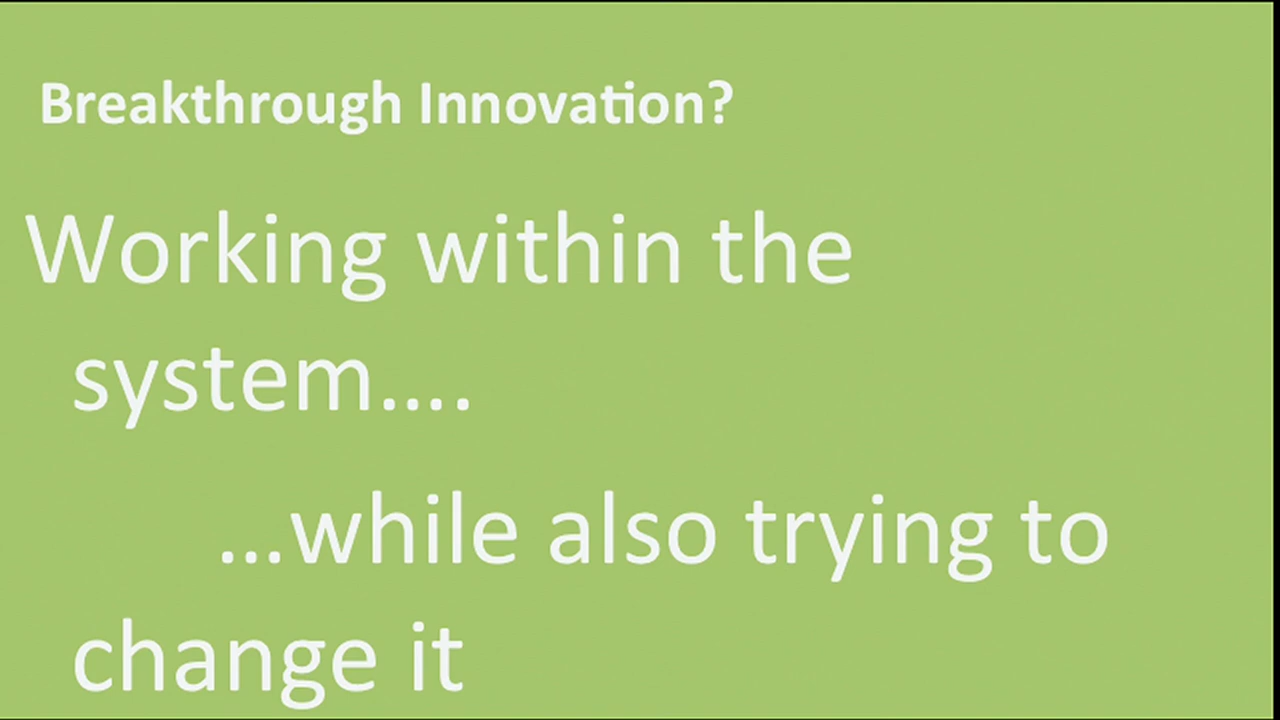 Breakthrough Innovation?
Working within the
system....
...while also trying to
change it